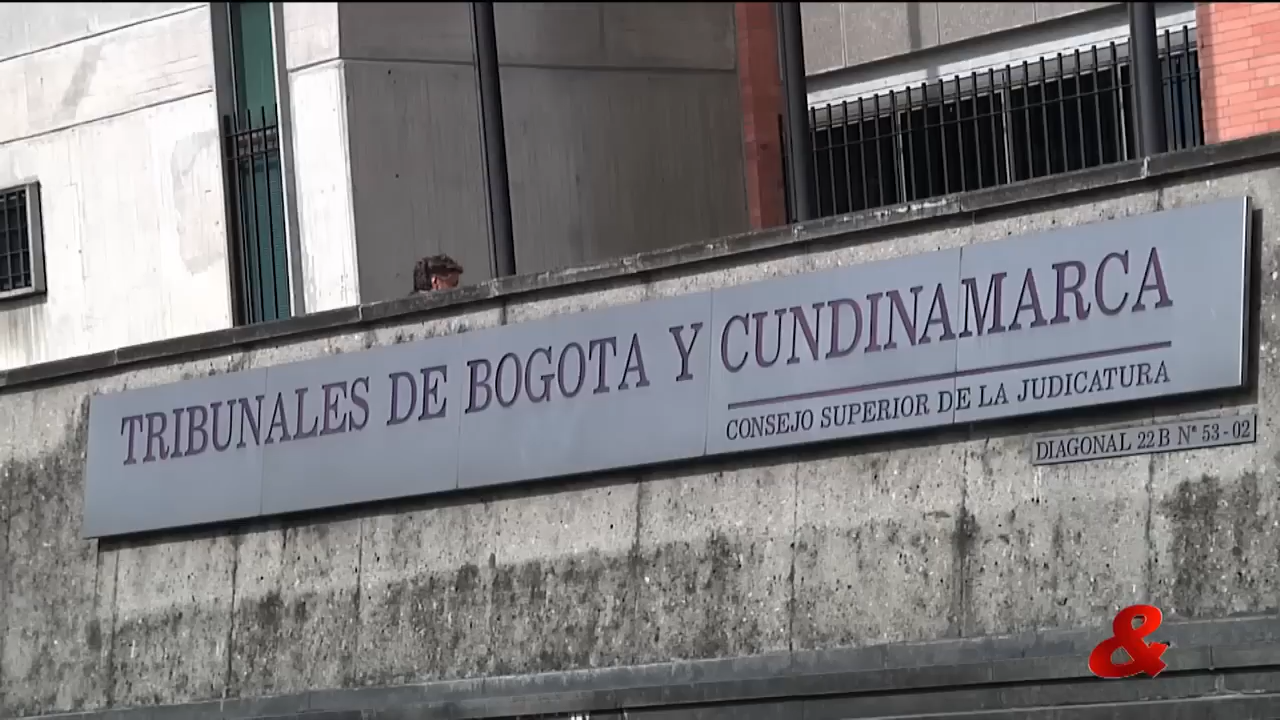 TRIBUNALES DE BOGOTA Y CUNDINAMARCA
CONSEJO SUPERIOR DE LA JUDICATURA
DIAGONAL 22 B N° 53 - 02
&